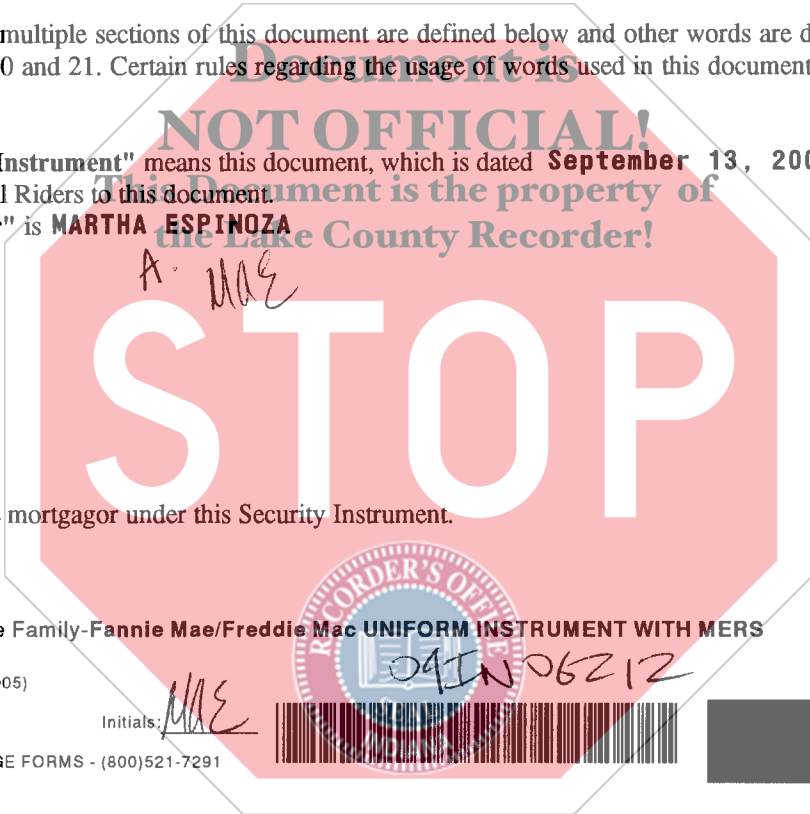 multiple sections of this document are defined below and other words are d
Document is
0 and 21. Certain rules regarding the usage of words used in this document
NOT OFFICIAL!
Instrument" means this document, which is dated September 13, 200
This Document is the property of
l Riders to this document.
" is MARTHA ESPINOZA
the Lake County Recorder!
A. MAE
STOP
mortgagor under this Security Instrument.
RECORDER'S OFFICE
e Family-Fannie Mae/Freddie Mac UNIFORM INSTRUMENT WITH MERS
09IN06212
05)
Initials: MAE
INDIANA
GE FORMS - (800)521-7291